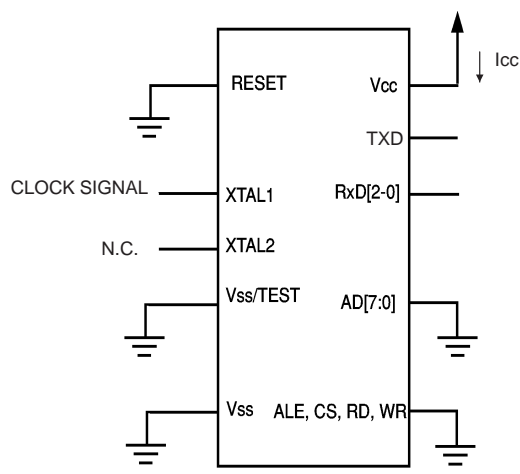 Icc
RESET
Vcc
TXD
CLOCK SIGNAL
XTAL1
RxD[2-0]
N.C.
XTAL2
Vss/TEST
AD[7:0]
Vss
ALE, CS, RD, WR